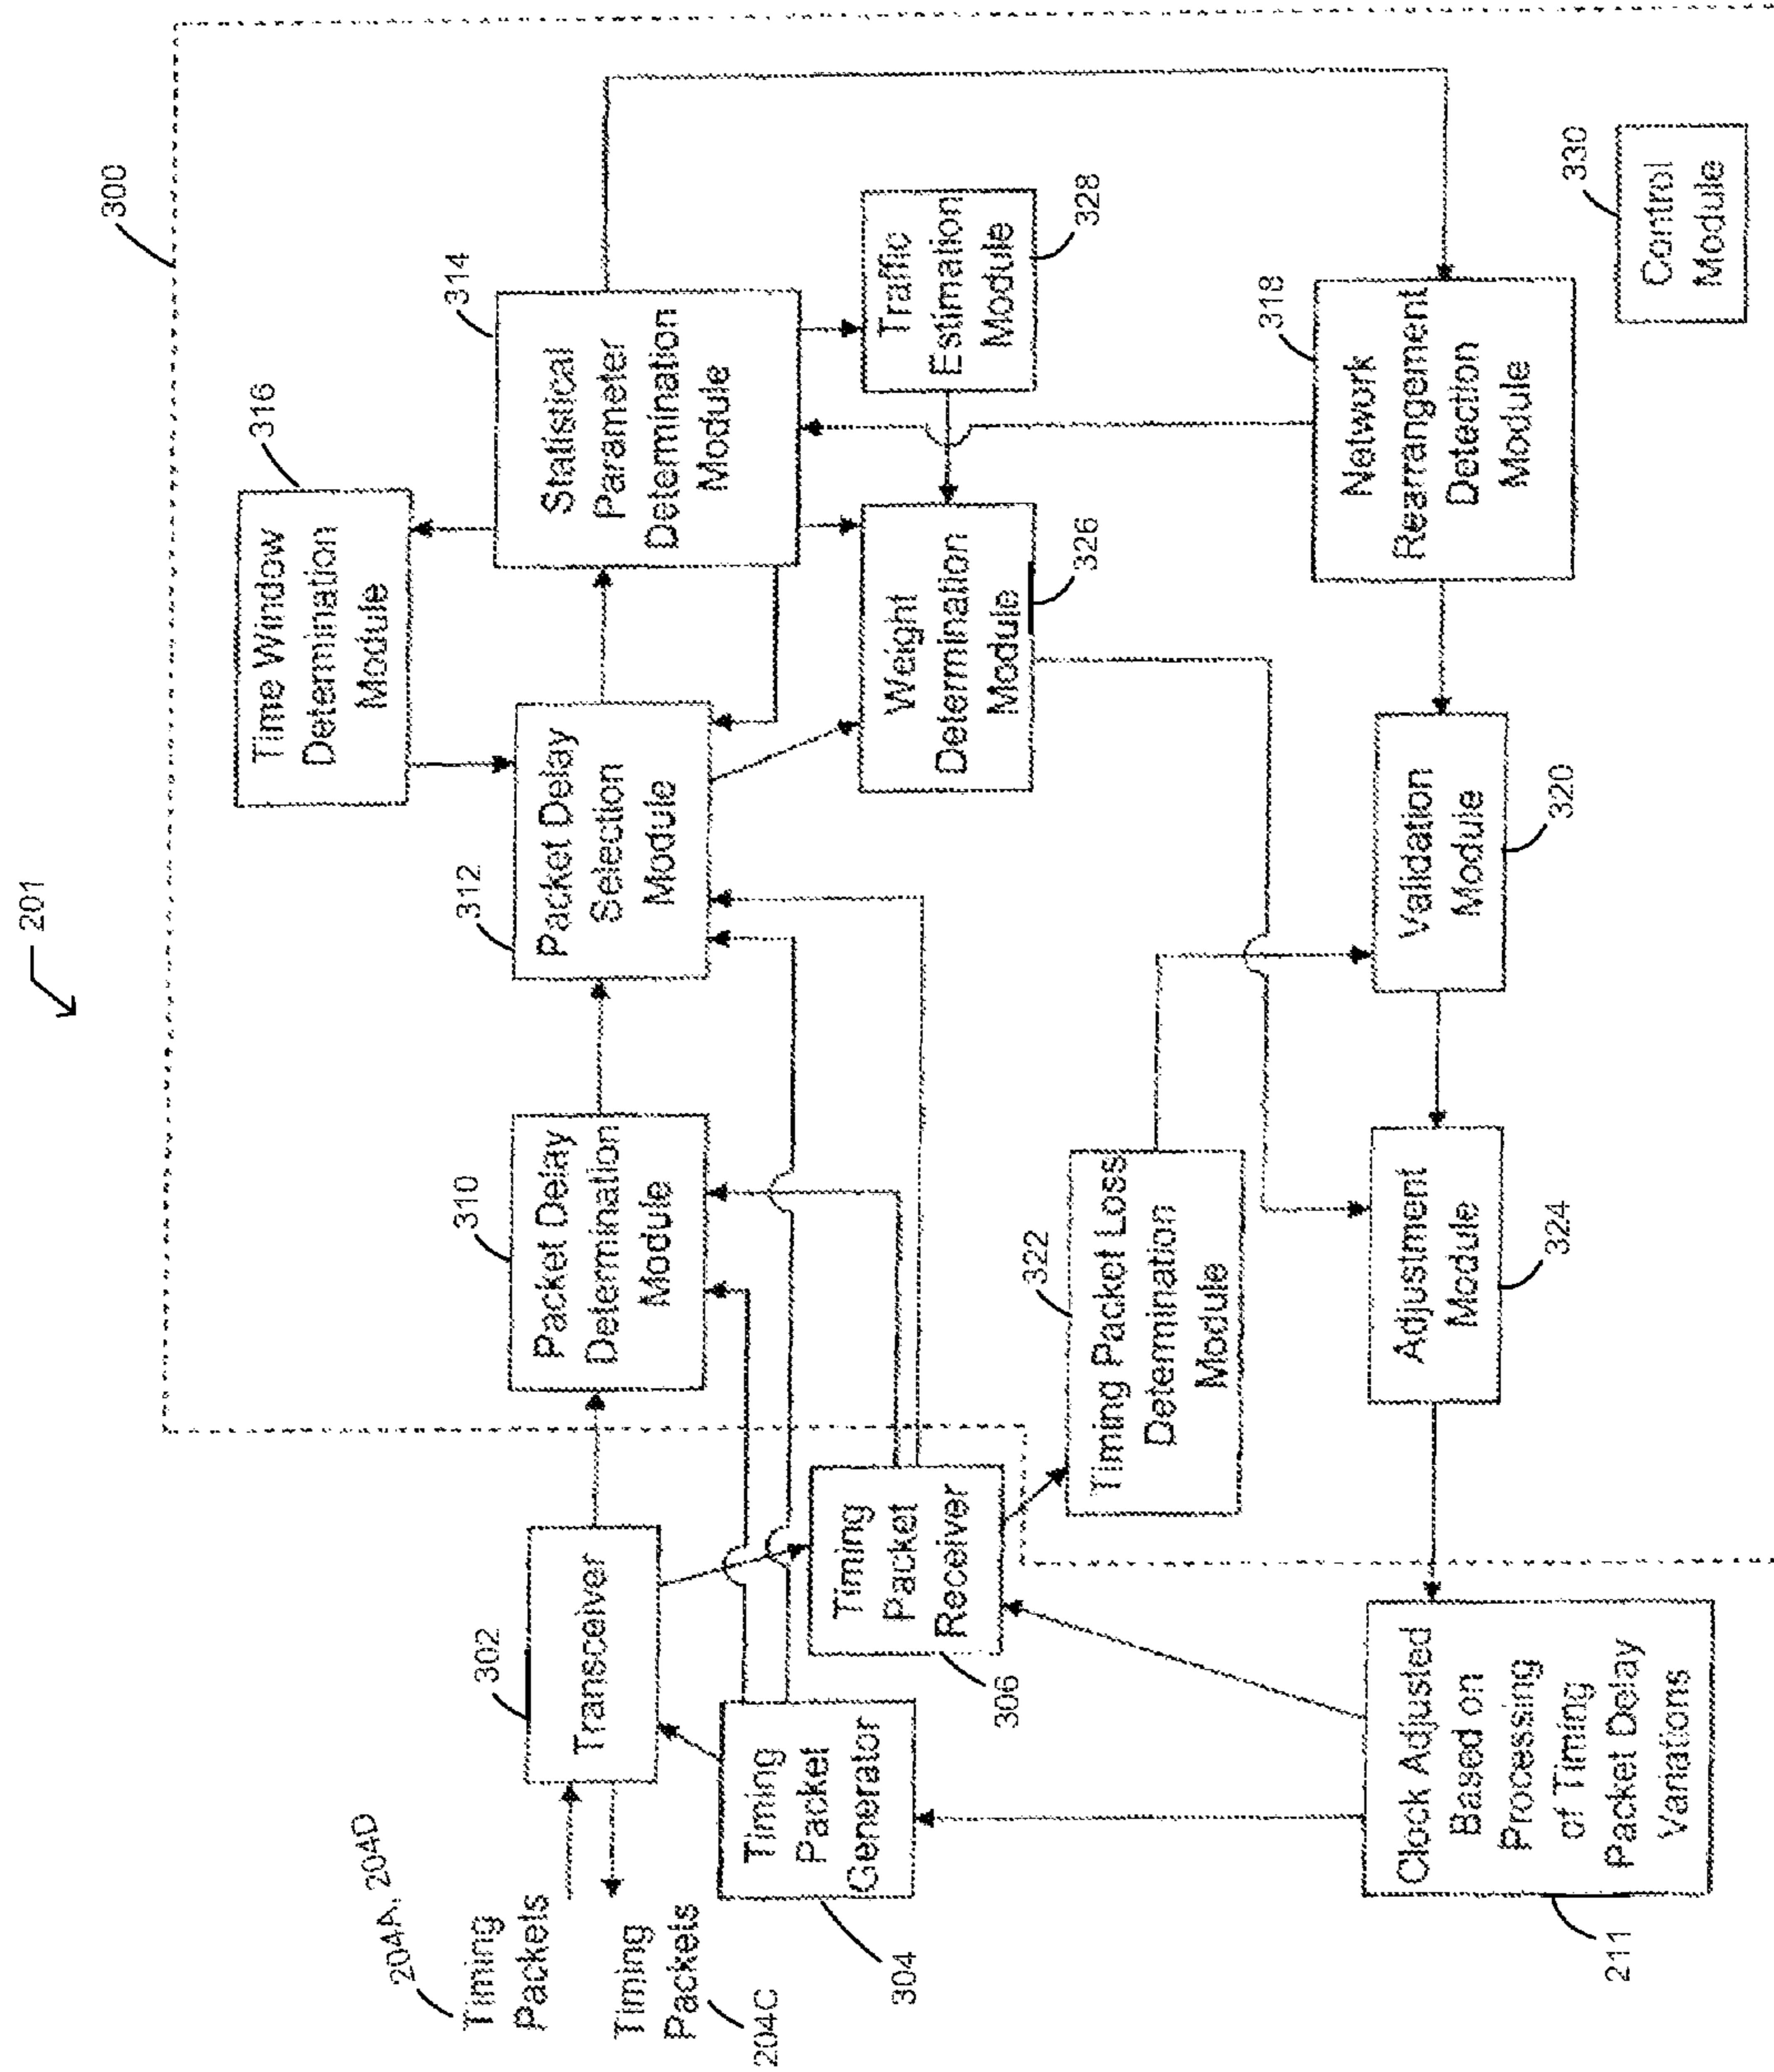 201
300
204A, 204D
Timing
Packets
Timing
Packets
204C
302
Transceiver
310
Packet Delay
Determination
Module
312
Packet Delay
Selection
Module
316
Time Window
Determination
Module
314
Statistical
Parameter
Determination
Module
304
Timing
Packet
Generator
306
Timing
Packet
Receiver
322
Timing Packet Loss
Determination
Module
Weight
Determination
Module
326
Traffic
Estimation
Module
328
211
Clock Adjusted
Based on
Processing
of Timing
Packet Delay
Variations
Adjustment
Module
324
Validation
Module
320
318
Network
Rearrangement
Detection
Module
330
Control
Module